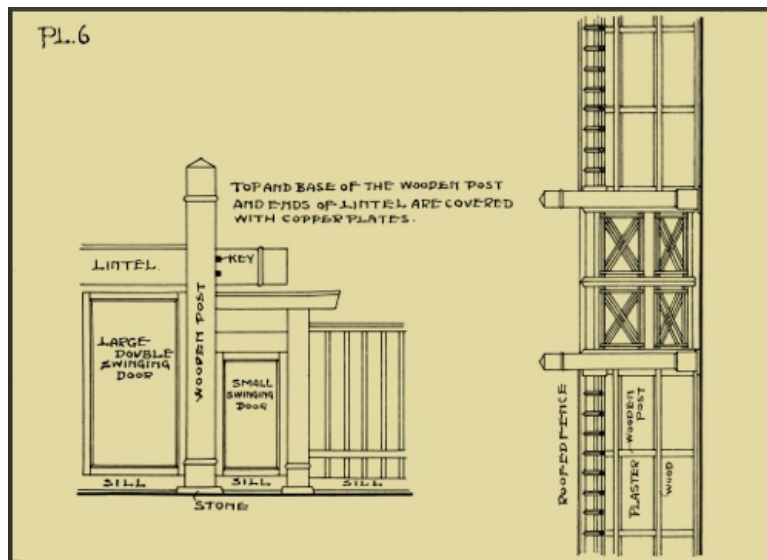 PL.6
TOP AND BASE OF THE WOODEN POST
AND ENDS OF LINTEL ARE COVERED
WITH COPPER PLATES.
LINTEL.
KEY
WOODEN POST
LARGE
DOUBLE
SWINGING
DOOR
SMALL
SWINGING
DOOR
SILL
SILL
SILL
STONE
ROOFED FENCE
PLASTER
WOODEN POST
WOOD